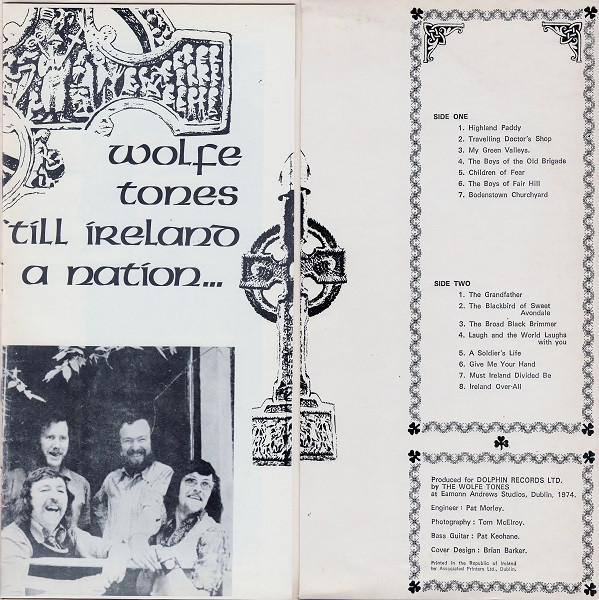 wolfe
tones
'till ireland
a nation...
SIDE ONE
1. Highland Paddy
2. Travelling Doctor's Shop
3. My Green Valleys.
4. The Boys of the Old Brigade
5. Children of Fear
6. The Boys of Fair Hill
7. Bodenstown Churchyard
SIDE TWO
1. The Grandfather
2. The Blackbird of Sweet
Avondale
3. The Broad Black Brimmer
4. Laugh and the World Laughs
with you
5. A Soldier's Life
6. Give Me Your Hand
7. Must Ireland Divided Be
8. Ireland Over-All
Produced for DOLPHIN RECORDS LTD.
by THE WOLFE TONES
at Eamonn Andrews Studios, Dublin, 1974.
Engineer : Pat Morley.
Photography : Tom McElroy.
Bass Guitar : Pat Keohane.
Cover Design : Brian Barker.
Printed in the Republic of Ireland
by Associated Printers Ltd., Dublin.